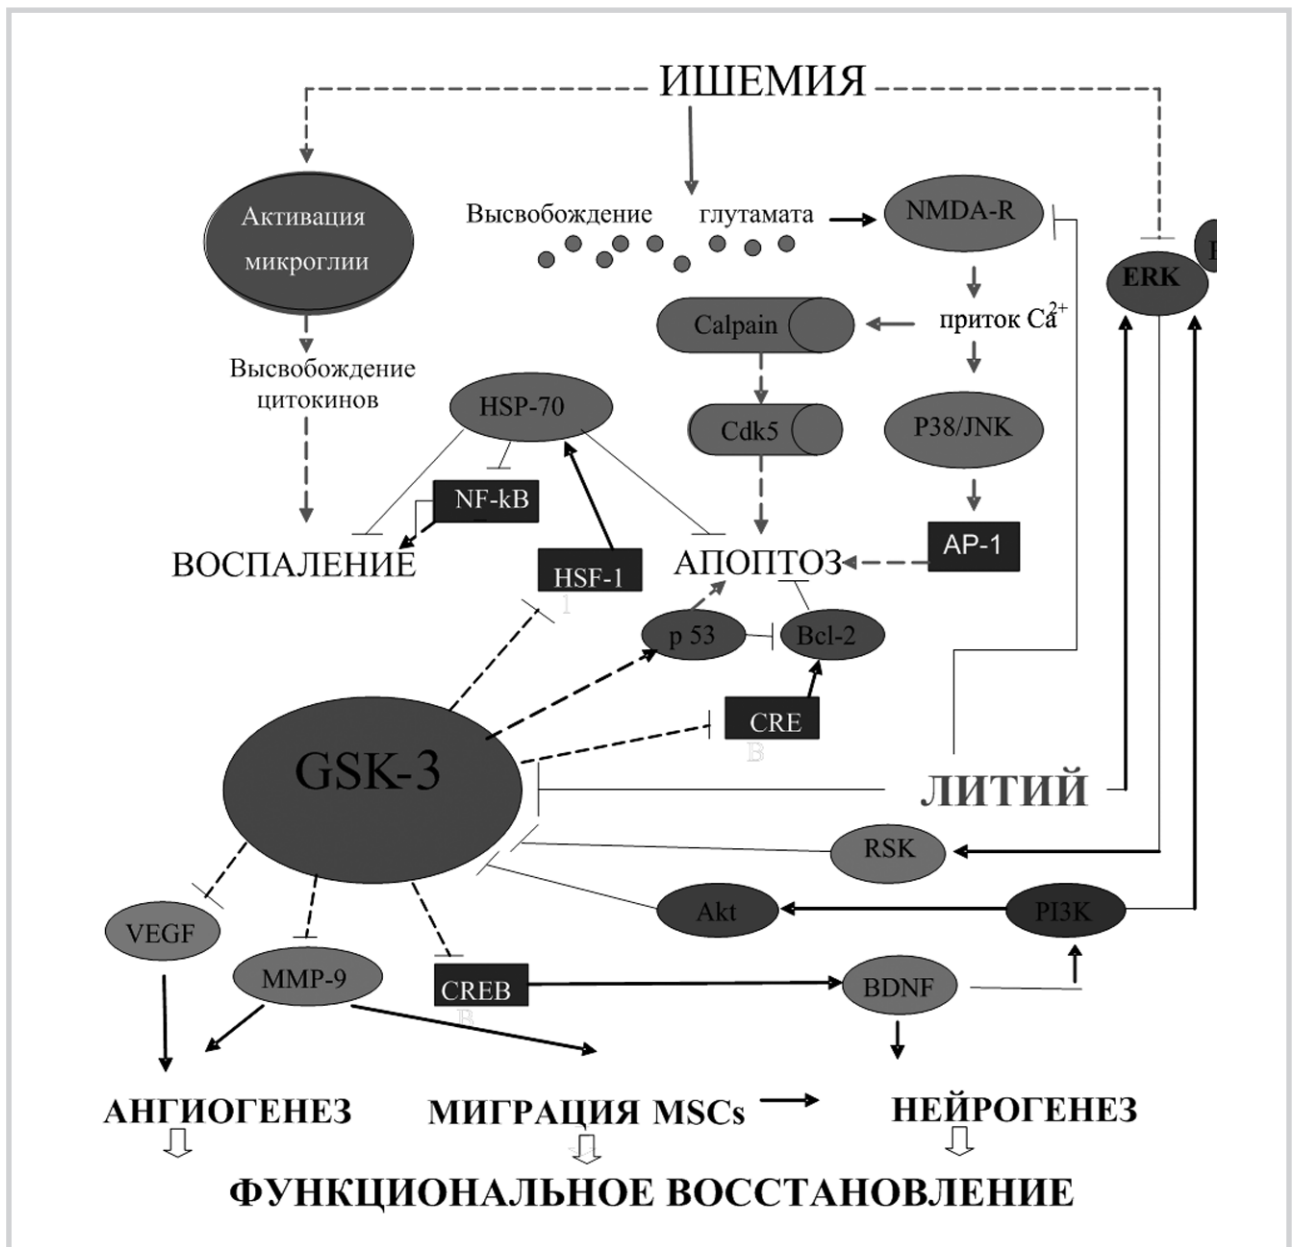 ИШЕМИЯ
Активация
микроглии
Высвобождение глутамата
NMDA-R
ERK
Calpain
приток Ca2+
Высвобождение
цитокинов
HSP-70
Cdk5
P38/JNK
NF-kB
ВОСПАЛЕНИЕ
HSF-1
1
АПОПТОЗ
AP-1
p 53
Bcl-2
CRE
B
GSK-3
ЛИТИЙ
RSK
Akt
PI3K
VEGF
MMP-9
CREB
B
BDNF
АНГИОГЕНЕЗ
МИГРАЦИЯ MSCs
НЕЙРОГЕНЕЗ
ФУНКЦИОНАЛЬНОЕ ВОССТАНОВЛЕНИЕ